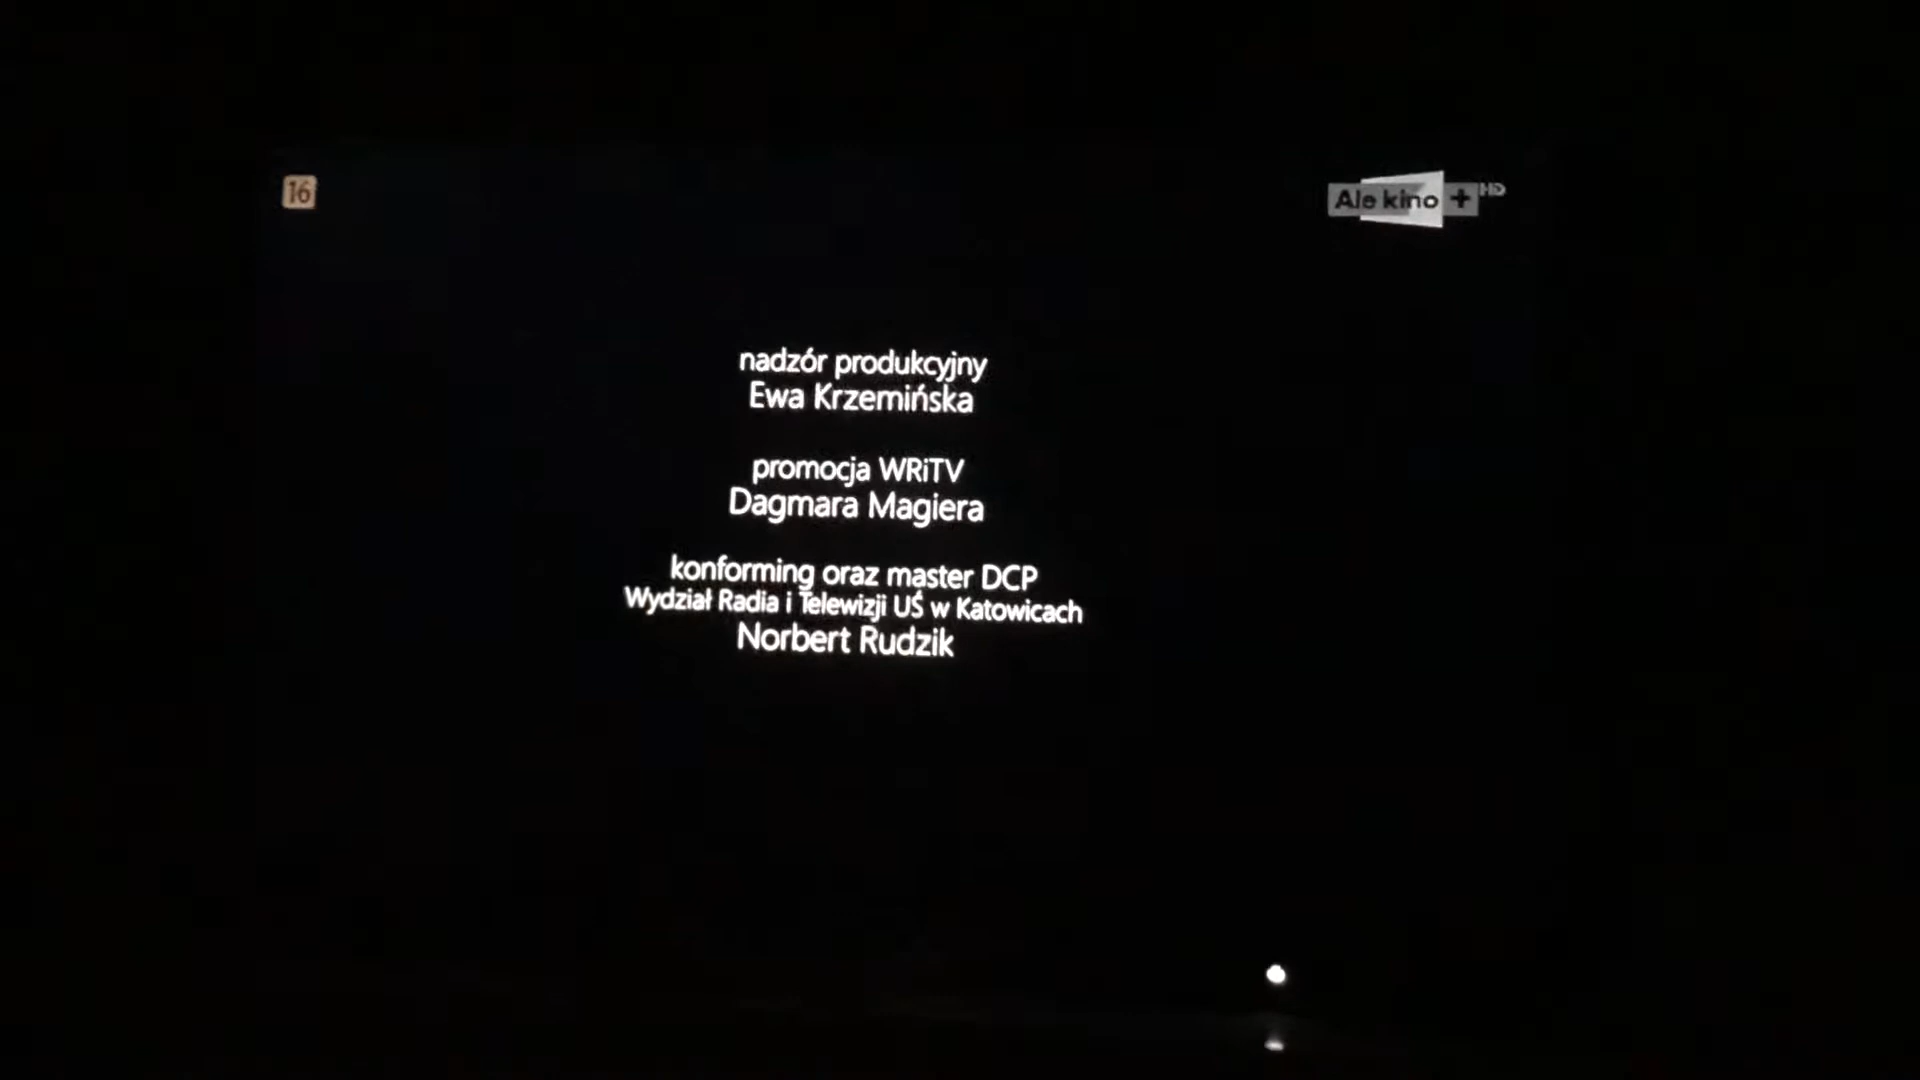 16
Ale kino + HD
nadzór produkcyjny
Ewa Krzemińska
promocja WRiTV
Dagmara Magiera
konforming oraz master DCP
Wydział Radia i Telewizji UŚ w Katowicach
Norbert Rudzik